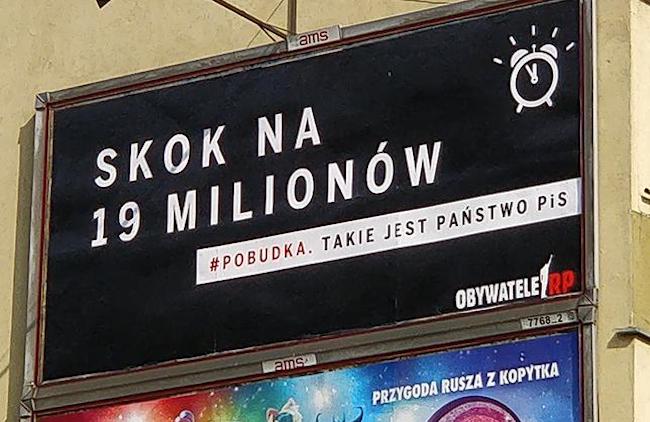 ams
SKOK NA
19 MILIONÓW
#POBUDKA. TAKIE JEST PAŃSTWO PiS
OBYWATELE RP
7768_2
ams
PRZYGODA RUSZA Z KOPYTKA